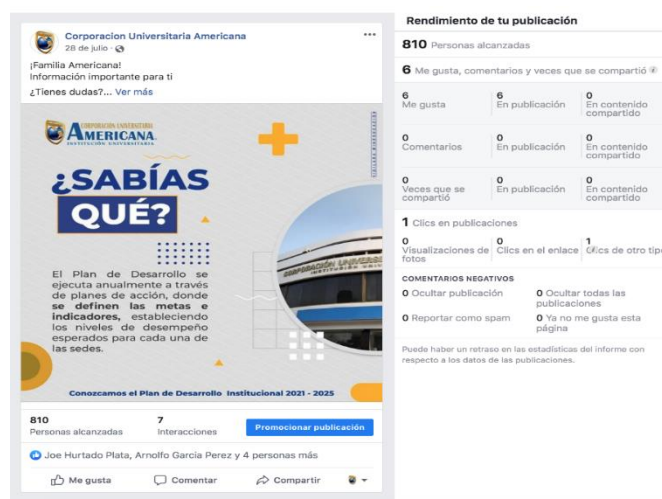 Corporacion Universitaria Americana
28 de julio ·
¡Familia Americana!
Información importante para ti
¿Tienes dudas?... Ver más
CORPORACIÓN UNIVERSITARIA
AMERICANA
INSTITUCIÓN UNIVERSITARIA
¿SABÍAS
QUÉ?
El Plan de Desarrollo se
ejecuta anualmente a través
de planes de acción, donde
se definen las metas e
indicadores, estableciendo
los niveles de desempeño
esperados para cada una de
las sedes.
Conozcamos el Plan de Desarrollo Institucional 2021 - 2025
810
Personas alcanzadas
7
Interacciones
Promocionar publicación
Joe Hurtado Plata, Arnolfo Garcia Perez y 4 personas más
Me gusta
Comentar
Compartir
Rendimiento de tu publicación
810 Personas alcanzadas
6 Me gusta, comentarios y veces que se compartió
6
Me gusta
6
En publicación
0
En contenido
compartido
0
Comentarios
0
En publicación
0
En contenido
compartido
0
Veces que se
compartió
0
En publicación
0
En contenido
compartido
1 Clics en publicaciones
0
Visualizaciones de
fotos
0
Clics en el enlace
1
Clics de otro tipo
COMENTARIOS NEGATIVOS
0 Ocultar publicación
0 Ocultar todas las
publicaciones
0 Reportar como spam
0 Ya no me gusta esta
página
Puede haber un retraso en las estadísticas del informe con
respecto a los datos de las publicaciones.